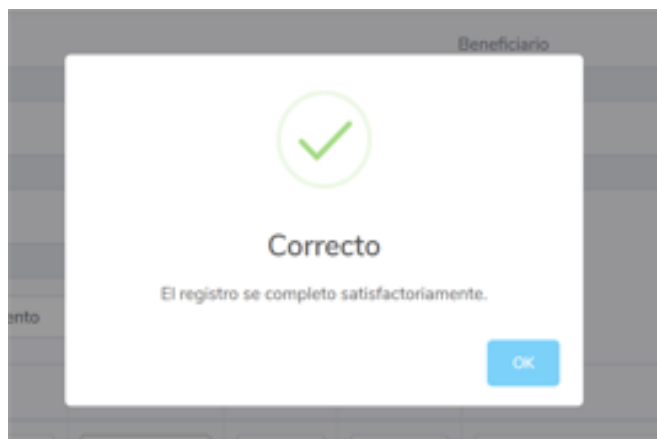 Beneficiario
Correcto
El registro se completo satisfactoriamente.
ento
OK